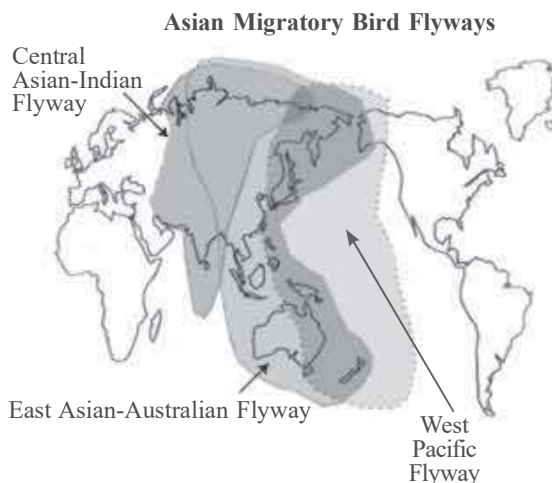 Asian Migratory Bird Flyways
Central
Asian-Indian
Flyway
East Asian-Australian Flyway
West
Pacific
Flyway